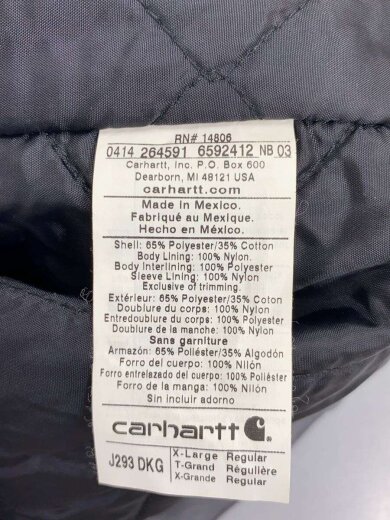 RN# 14806
0414 264591 6592412 NB 03
Carhartt, Inc. P.O. Box 600
Dearborn, MI 48121 USA
carhartt.com
Made in Mexico.
Fabriqué au Mexique.
Hecho en México.
Shell: 65% Polyester/35% Cotton
Body Lining: 100% Nylon.
Body Interlining: 100% Polyester
Sleeve Lining: 100% Nylon
Exclusive of trimming.
Extérieur: 65% Polyester/35% Coton
Doublure du corps: 100% Nylon
Entredoublure du corps: 100% Polyester
Doublure de la manche: 100% Nylon
Sans garniture
Armazón: 65% Poliéster/35% Algodón
Forro del cuerpo: 100% Nilón
Forro entrelazado del cuerpo: 100% Poliéster
Forro de la manga: 100% Nilon
Sin incluir adorno
carhartt
J293 DKG
X-Large Regular
T-Grand Régulière
X-Grande Regular